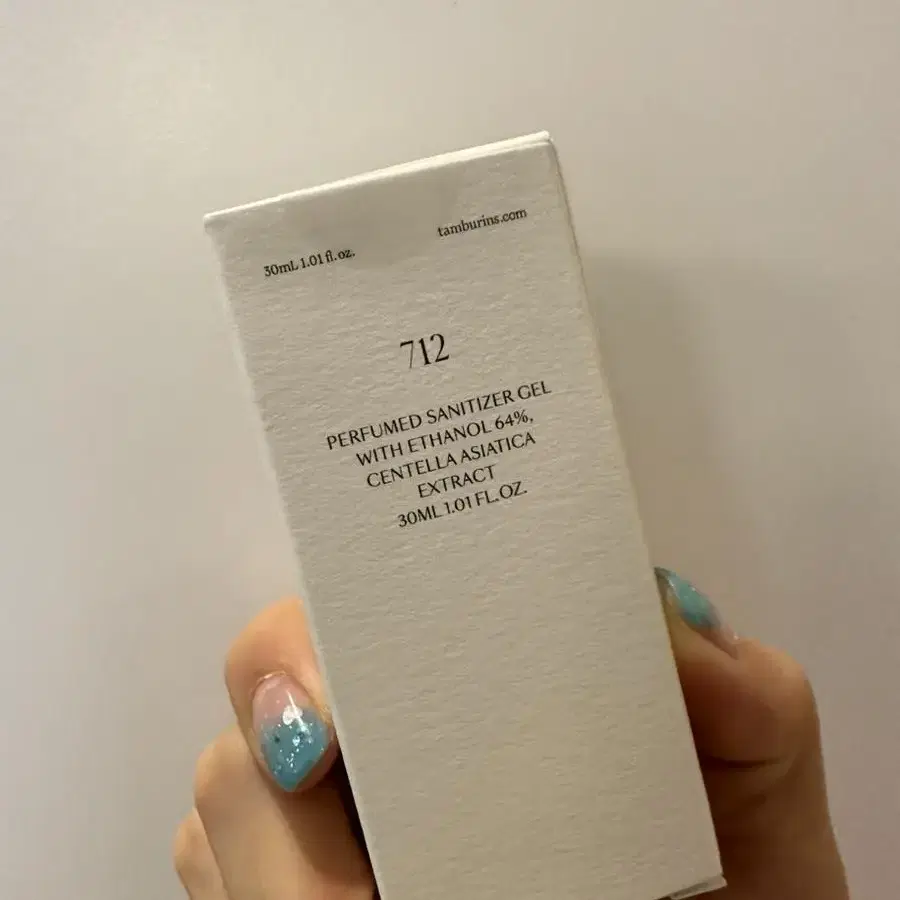 30mL 1.01 fl. oz.
tamburins.com
712
PERFUMED SANITIZER GEL
WITH ETHANOL 64%,
CENTELLA ASIATICA
EXTRACT
30ML 1.01 FL.OZ.